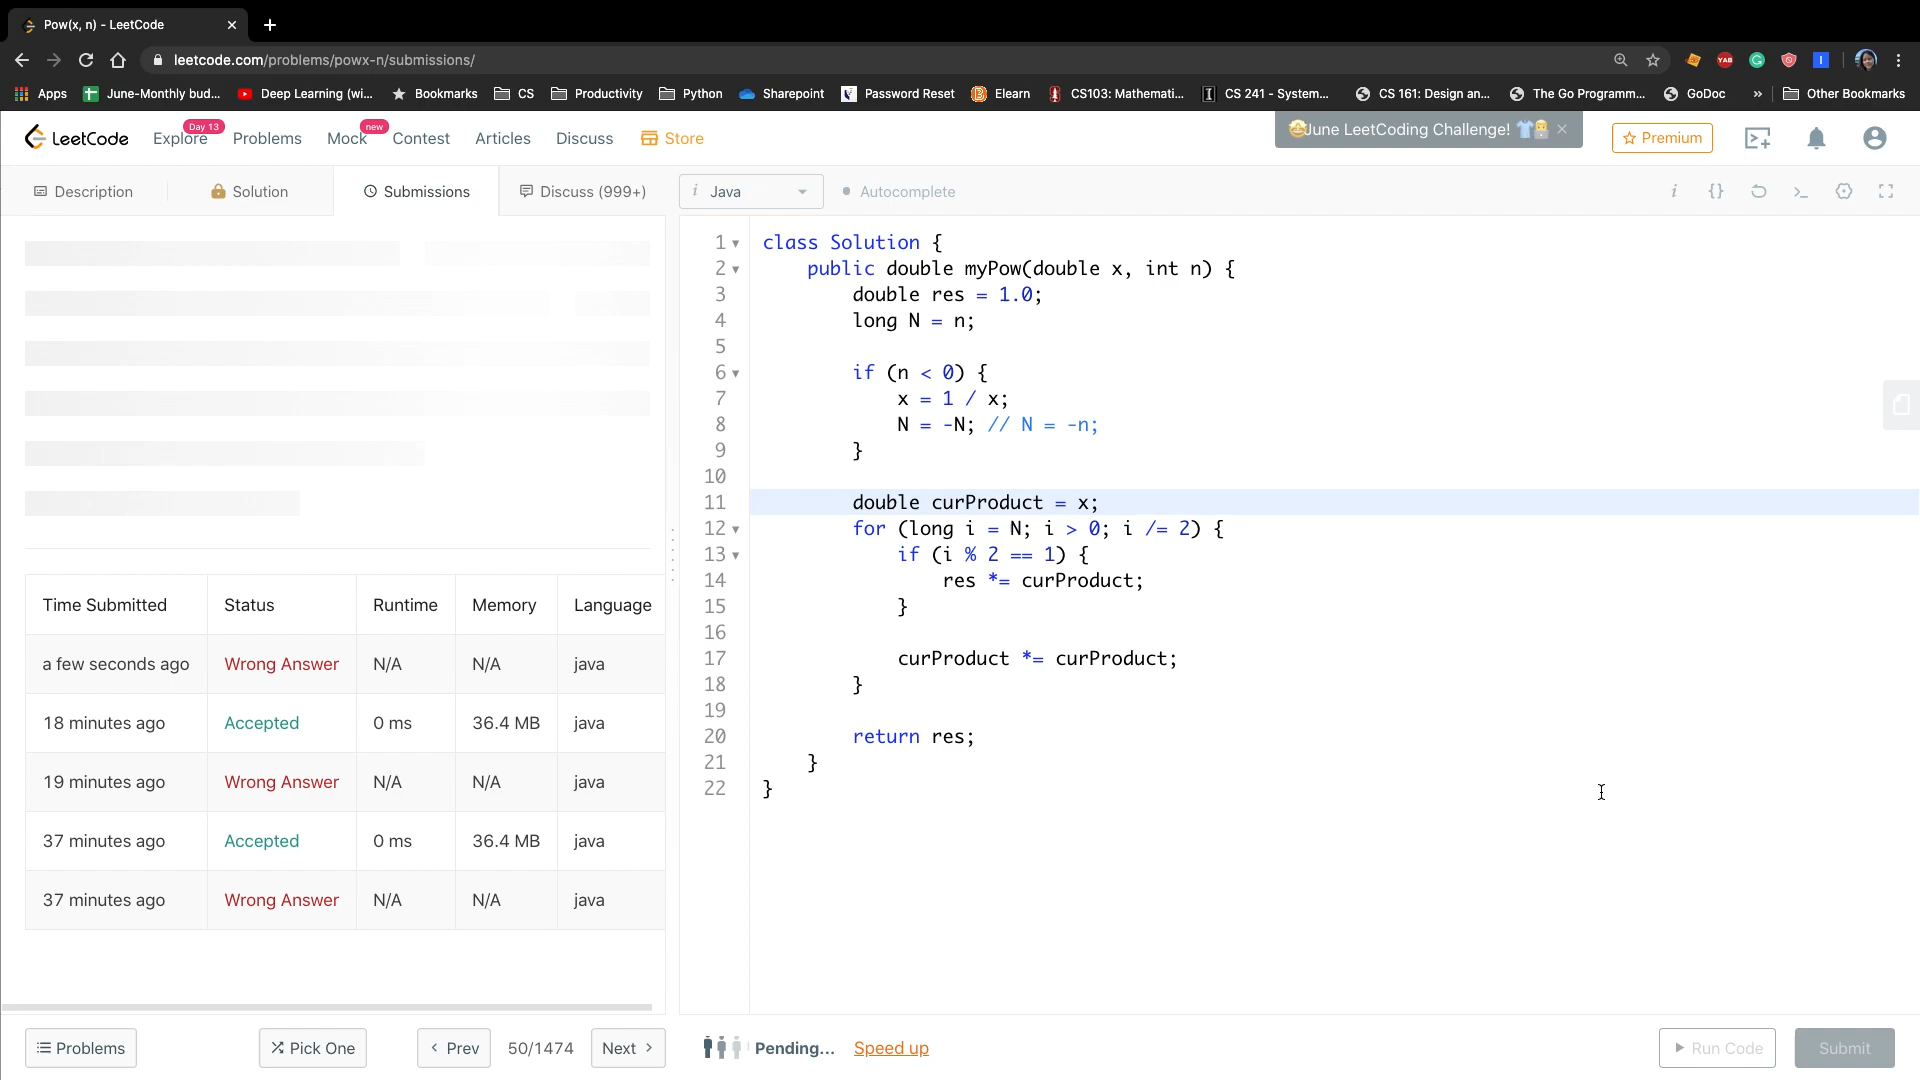 Pow(x, n) - LeetCode
leetcode.com/problems/powx-n/submissions/
Apps June-Monthly bud... Deep Learning (wi... Bookmarks CS Productivity Python Sharepoint Password Reset Elearn CS103: Mathemati... CS 241 - System... CS 161: Design an... The Go Programm... GoDoc » Other Bookmarks
LeetCode Explore Day 13 Problems Mock new Contest Articles Discuss Store June LeetCoding Challenge! Premium
Description Solution Submissions Discuss (999+) i Java Autocomplete
1 class Solution {
2 public double myPow(double x, int n) {
3 double res = 1.0;
4 long N = n;
5
6 if (n < 0) {
7 x = 1 / x;
8 N = -N; // N = -n;
9 }
10
11 double curProduct = x;
12 for (long i = N; i > 0; i /= 2) {
13 if (i % 2 == 1) {
14 res *= curProduct;
15 }
16
17 curProduct *= curProduct;
18 }
19
20 return res;
21 }
22 }
Time Submitted Status Runtime Memory Language
a few seconds ago Wrong Answer N/A N/A java
18 minutes ago Accepted 0 ms 36.4 MB java
19 minutes ago Wrong Answer N/A N/A java
37 minutes ago Accepted 0 ms 36.4 MB java
37 minutes ago Wrong Answer N/A N/A java
Problems Pick One Prev 50/1474 Next Pending... Speed up Run Code Submit